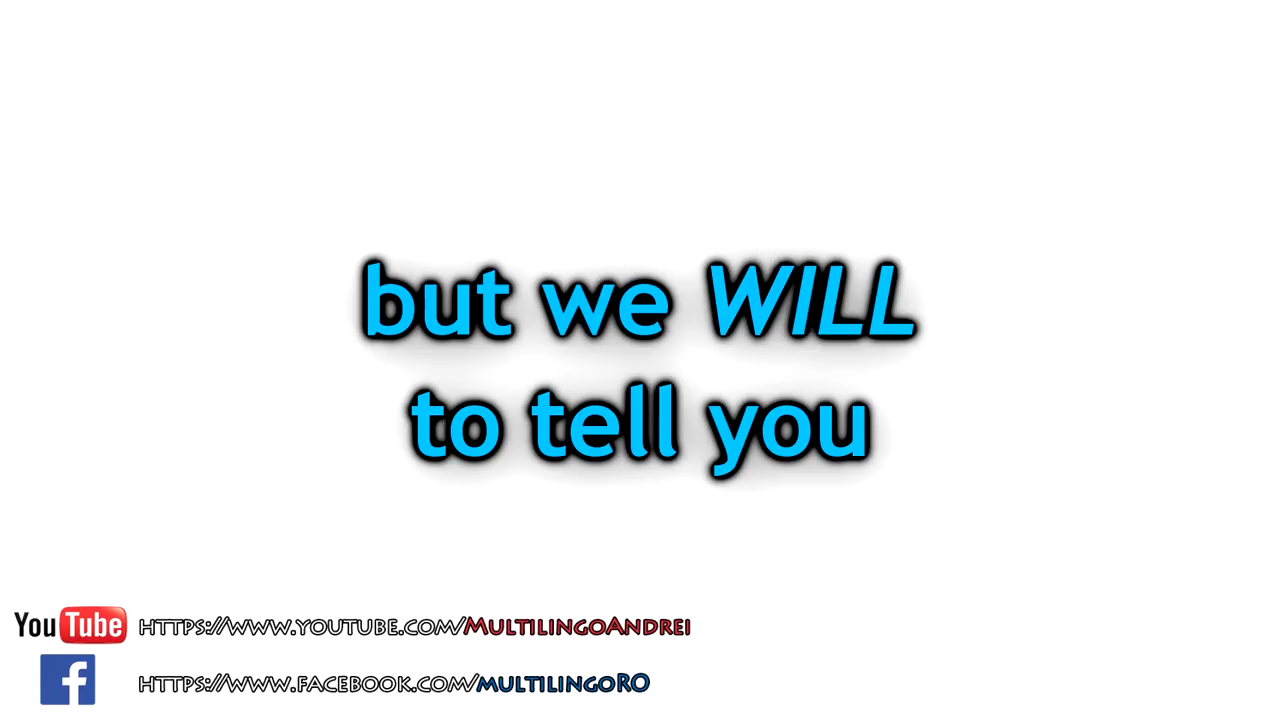 but we WILL
to tell you
YouTube https://www.youtube.com/MultilingoAndrei
f https://www.facebook.com/multilingoRO